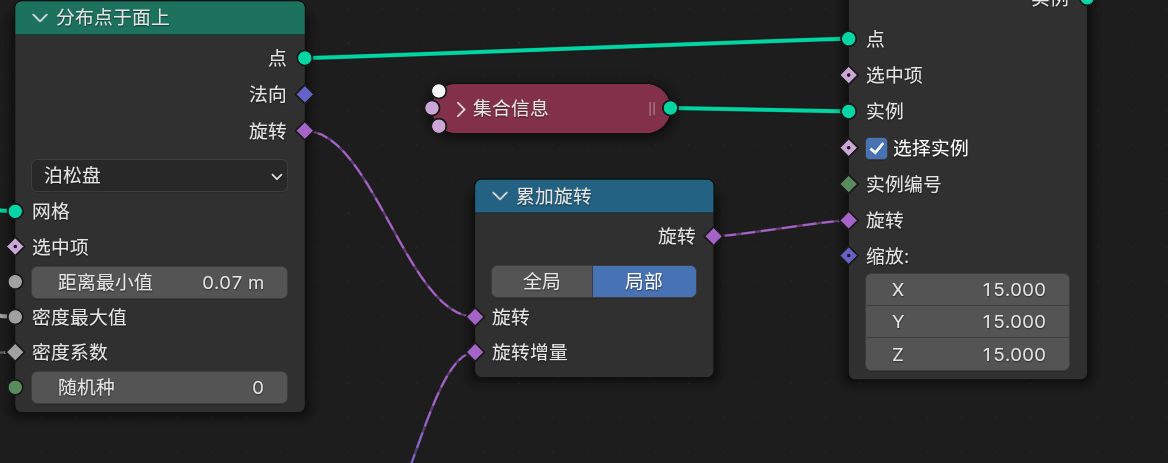 分布点于面上
点
法向
旋转
泊松盘
网格
选中项
距离最小值 0.07 m
密度最大值
密度系数
随机种 0
集合信息
累加旋转
旋转
全局 局部
旋转
旋转增量
实例
点
选中项
实例
选择实例
实例编号
旋转
缩放:
X 15.000
Y 15.000
Z 15.000